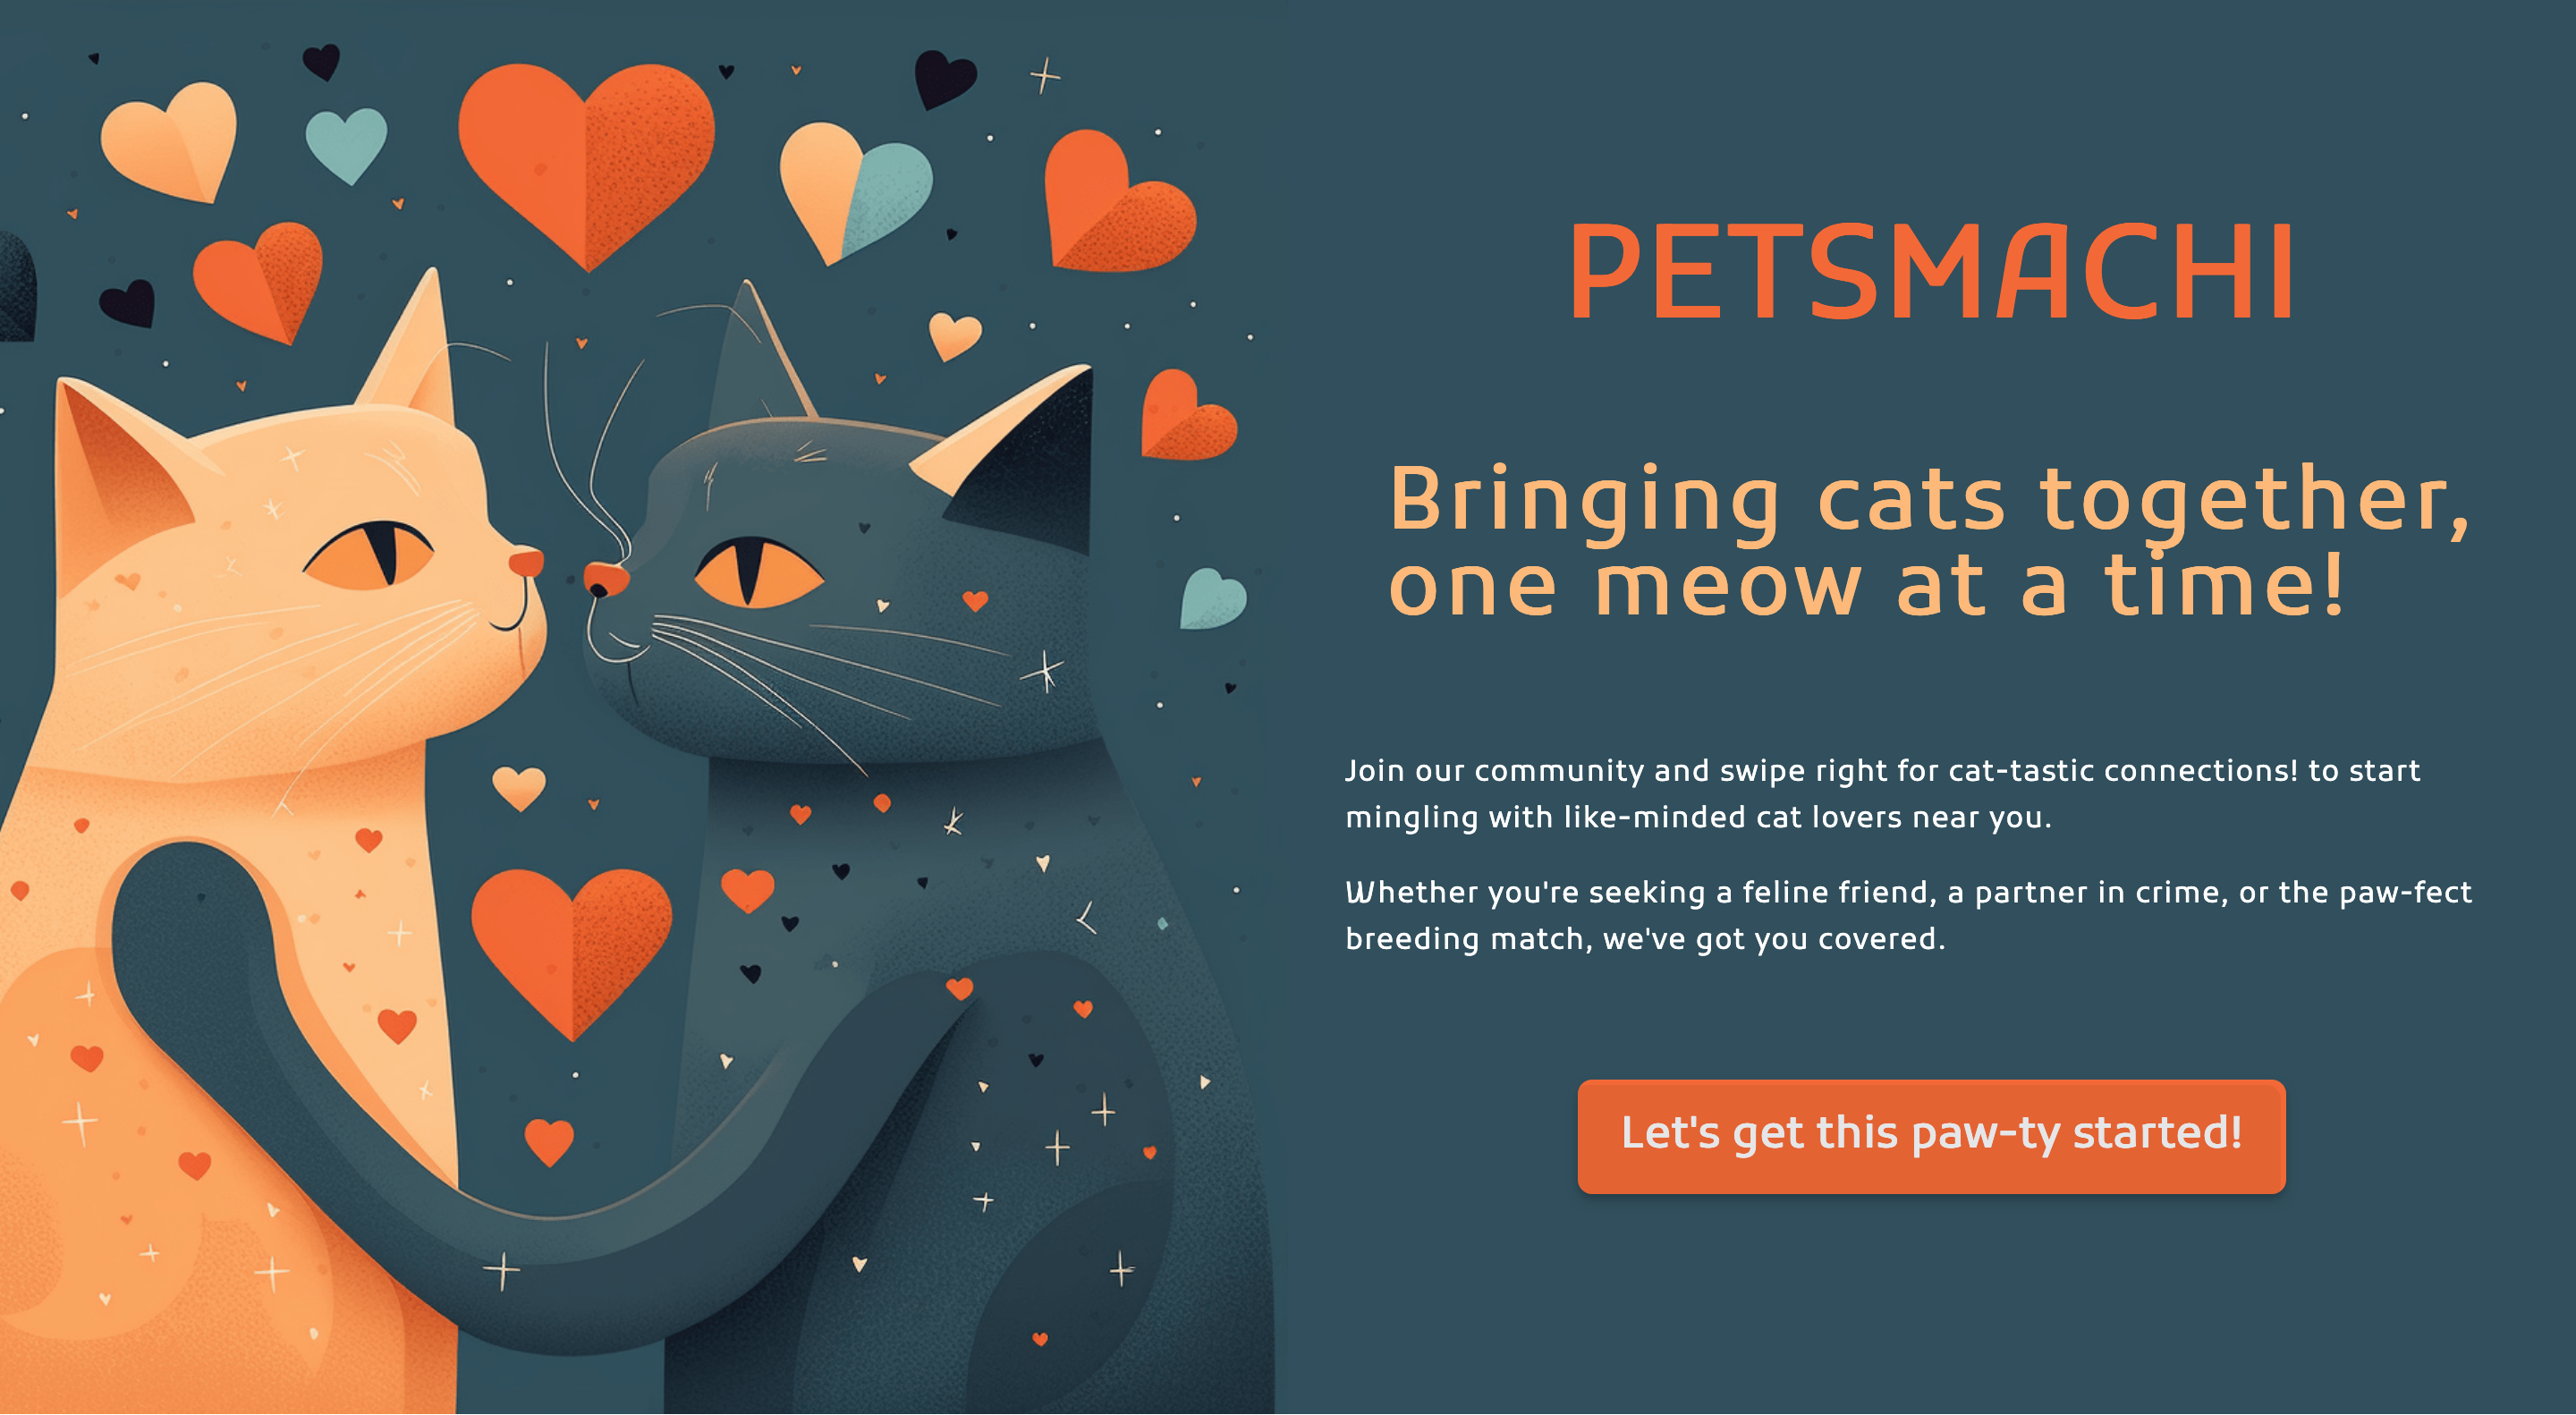 PETSMACHI
Bringing cats together,
one meow at a time!
Join our community and swipe right for cat-tastic connections! to start
mingling with like-minded cat lovers near you.
Whether you're seeking a feline friend, a partner in crime, or the paw-fect
breeding match, we've got you covered.
Let's get this paw-ty started!